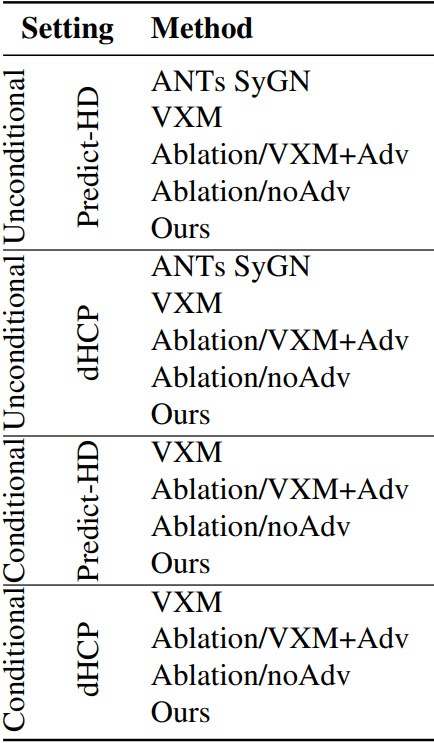 Setting Method
Unconditional
Predict-HD
ANTs SyGN
VXM
Ablation/VXM+Adv
Ablation/noAdv
Ours
Unconditional
dHCP
ANTs SyGN
VXM
Ablation/VXM+Adv
Ablation/noAdv
Ours
Conditional
Predict-HD
VXM
Ablation/VXM+Adv
Ablation/noAdv
Ours
Conditional
dHCP
VXM
Ablation/VXM+Adv
Ablation/noAdv
Ours